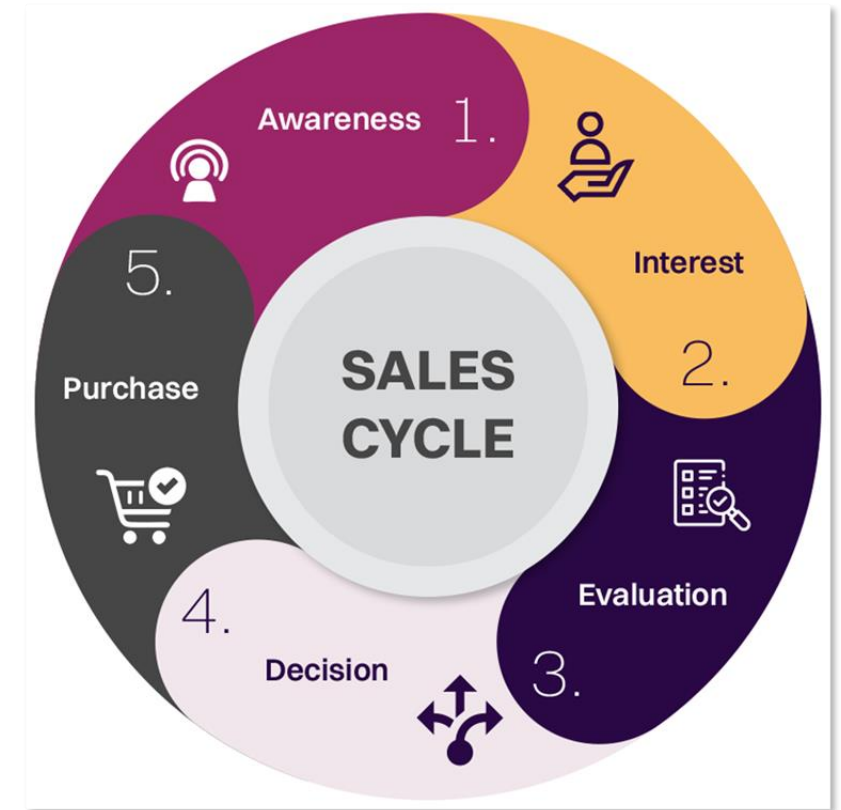 SALES
CYCLE
Awareness 1.
Interest
2.
Evaluation
3.
4.
Decision
5.
Purchase